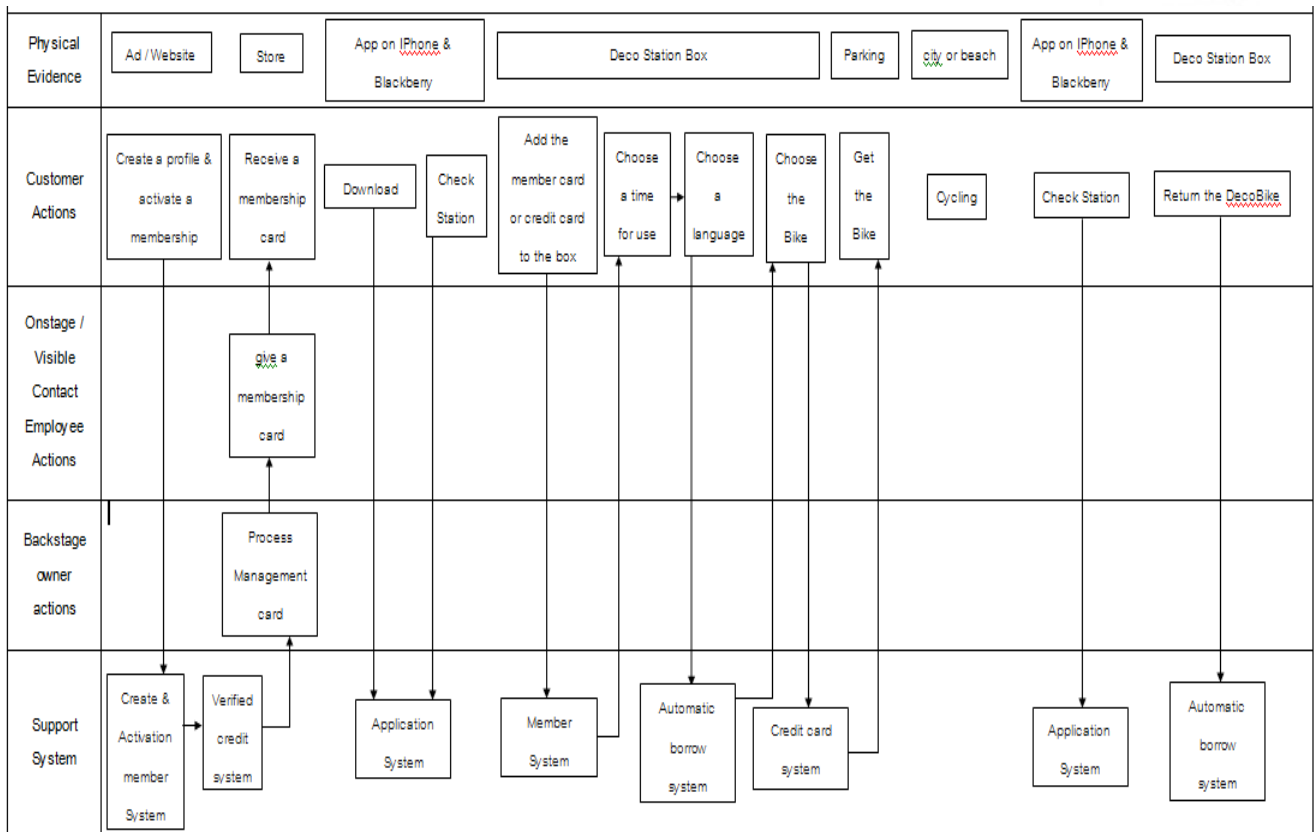 Physical
Evidence
Ad / Website
Store
App on IPhone &
Blackberry
Deco Station Box
Parking
city or beach
App on IPhone &
Blackberry
Deco Station Box
Customer
Actions
Create a profile &
activate a
membership
Receive a
membership
card
Download
Check
Station
Add the
member card
or credit card
to the box
Choose
a time
for use
Choose
a
language
Choose
the
Bike
Get
the
Bike
Cycling
Check Station
Return the DecoBike
Onstage /
Visible
Contact
Employee
Actions
give a
membership
card
Backstage
owner
actions
Process
Management
card
Support
System
Create &
Activation
member
System
Verified
credit
system
Application
System
Member
System
Automatic
borrow
system
Credit card
system
Application
System
Automatic
borrow
system